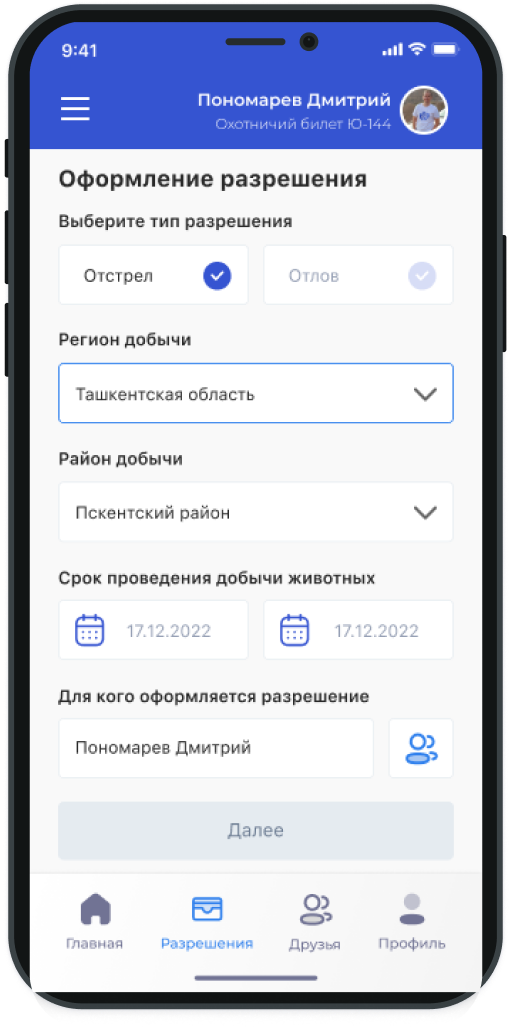 9:41
Пономарев Дмитрий
Охотничий билет Ю-144
Оформление разрешения
Выберите тип разрешения
Отстрел
Отлов
Регион добычи
Ташкентская область
Район добычи
Пскентский район
Срок проведения добычи животных
17.12.2022
17.12.2022
Для кого оформляется разрешение
Пономарев Дмитрий
Далее
Главная
Разрешения
Друзья
Профиль